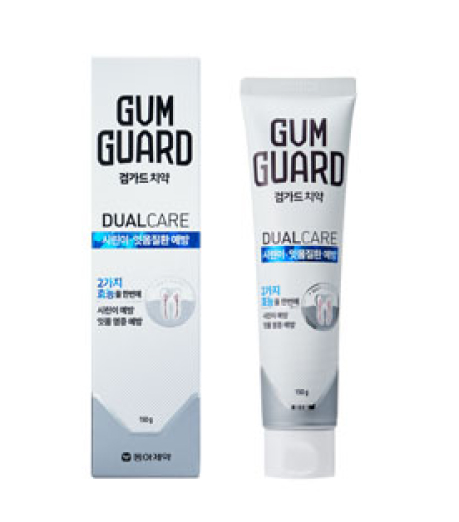 GUM
GUARD
검가드 치약
DUALCARE
시린이·잇몸질환 예방
2가지
효능을 한번에
시린이 예방
잇몸 염증 예방
150g
동아제약
GUM
GUARD
검가드 치약
DUALCARE
시린이·잇몸질환 예방
2가지
효능을 한번에
시린이 예방
잇몸 염증 예방
150g